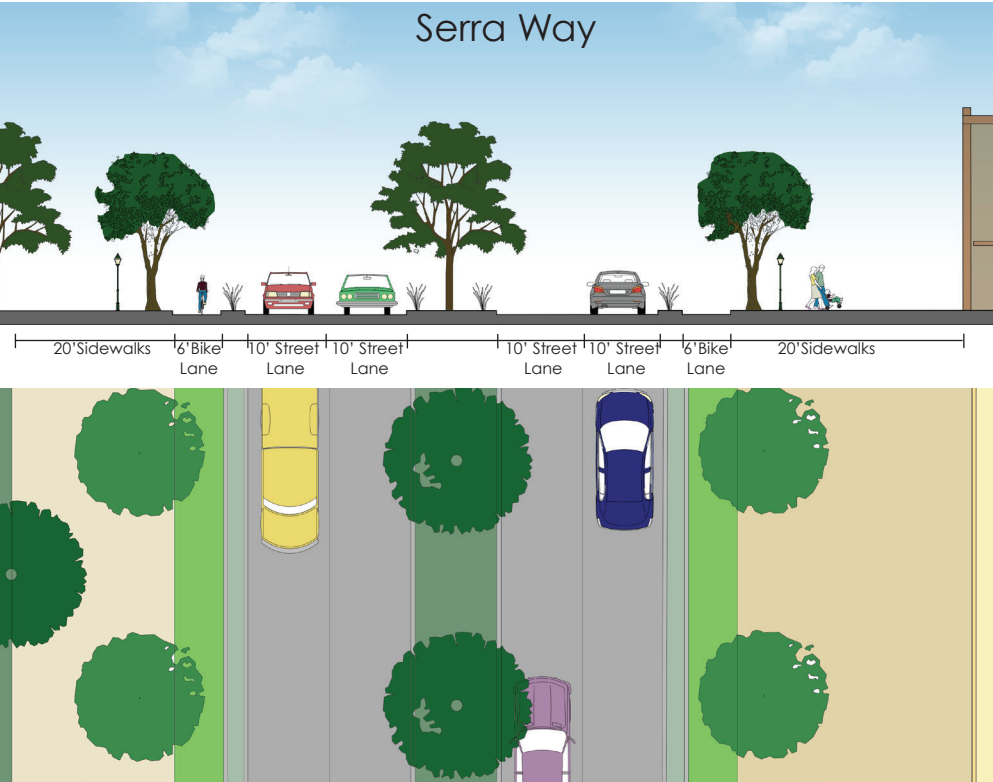 Serra Way
20'Sidewalks
6'Bike
Lane
10' Street
Lane
10' Street
Lane
10' Street
Lane
10' Street
Lane
6'Bike
Lane
20'Sidewalks